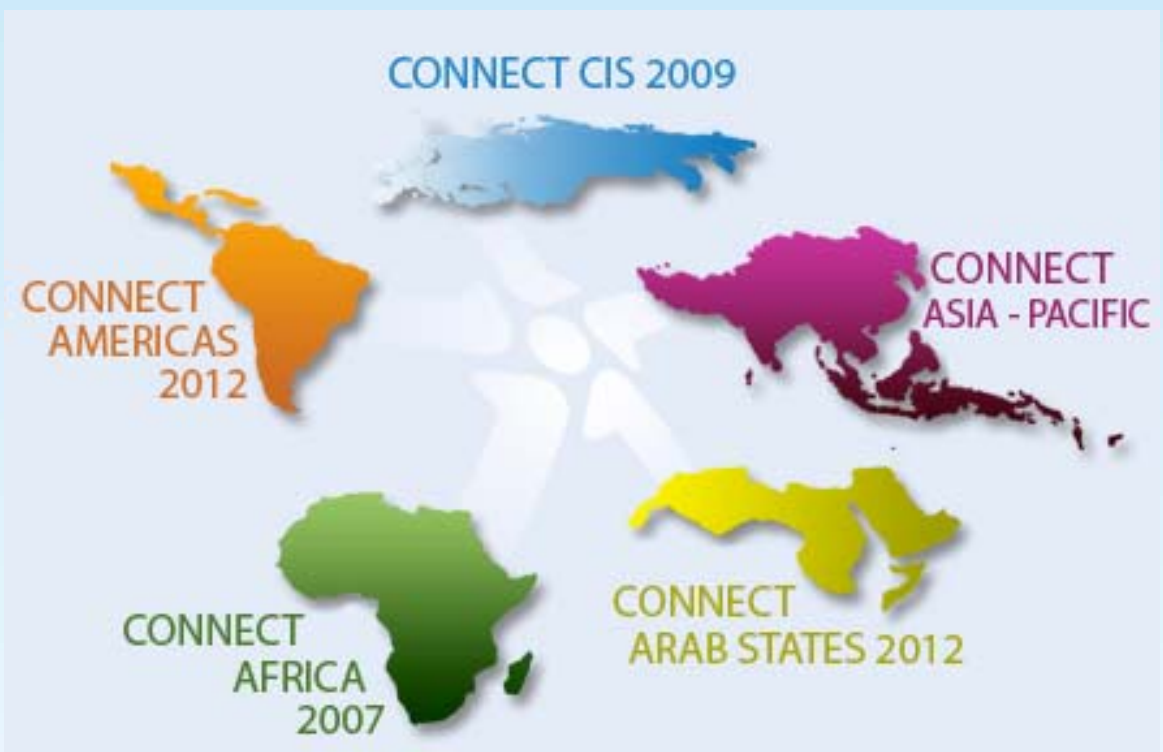 CONNECT CIS 2009
CONNECT
AMERICAS
2012
CONNECT
ASIA - PACIFIC
CONNECT
AFRICA
2007
CONNECT
ARAB STATES 2012